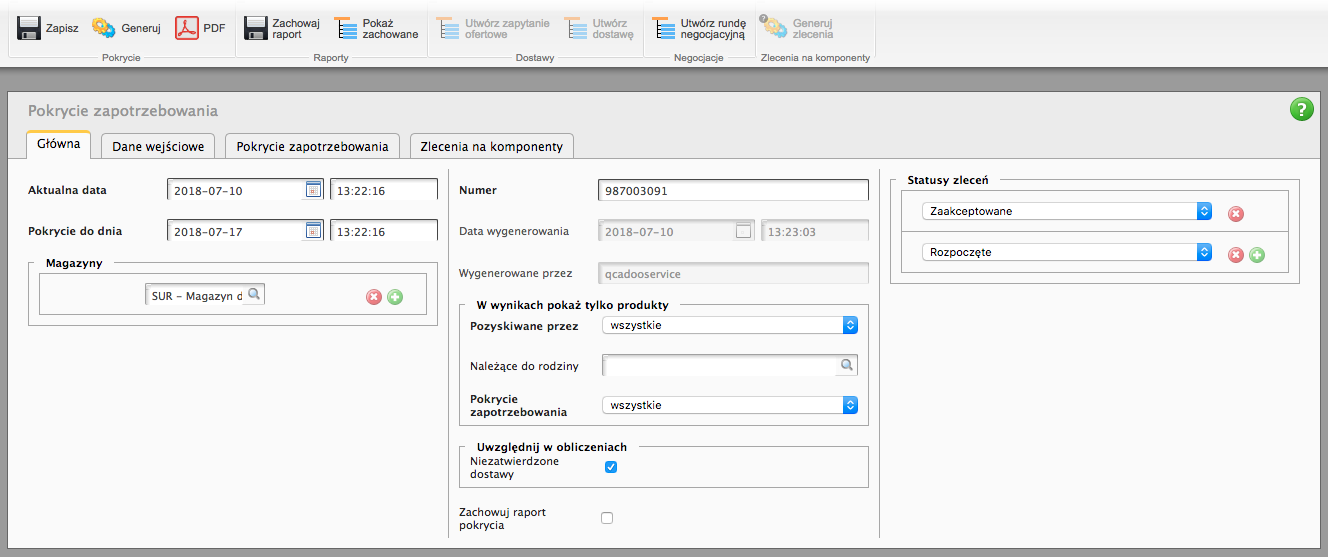 Zapisz
Generuj
PDF
Pokrycie
Zachowaj
raport
Pokaż
zachowane
Raporty
Utwórz zapytanie
ofertowe
Utwórz
dostawę
Dostawy
Utwórz rundę
negocjacyjną
Negocjacje
Generuj
zlecenia
Zlecenia na komponenty
Pokrycie zapotrzebowania
Główna
Dane wejściowe
Pokrycie zapotrzebowania
Zlecenia na komponenty
Aktualna data
2018-07-10
13:22:16
Pokrycie do dnia
2018-07-17
13:22:16
Magazyny
SUR - Magazyn d
Numer
987003091
Data wygenerowania
2018-07-10
13:23:03
Wygenerowane przez
qcadooservice
W wynikach pokaż tylko produkty
Pozyskiwane przez
wszystkie
Należące do rodziny
Pokrycie
zapotrzebowania
wszystkie
Uwzględnij w obliczeniach
Niezatwierdzone
dostawy
Zachowuj raport
pokrycia
Statusy zleceń
Zaakceptowane
Rozpoczęte